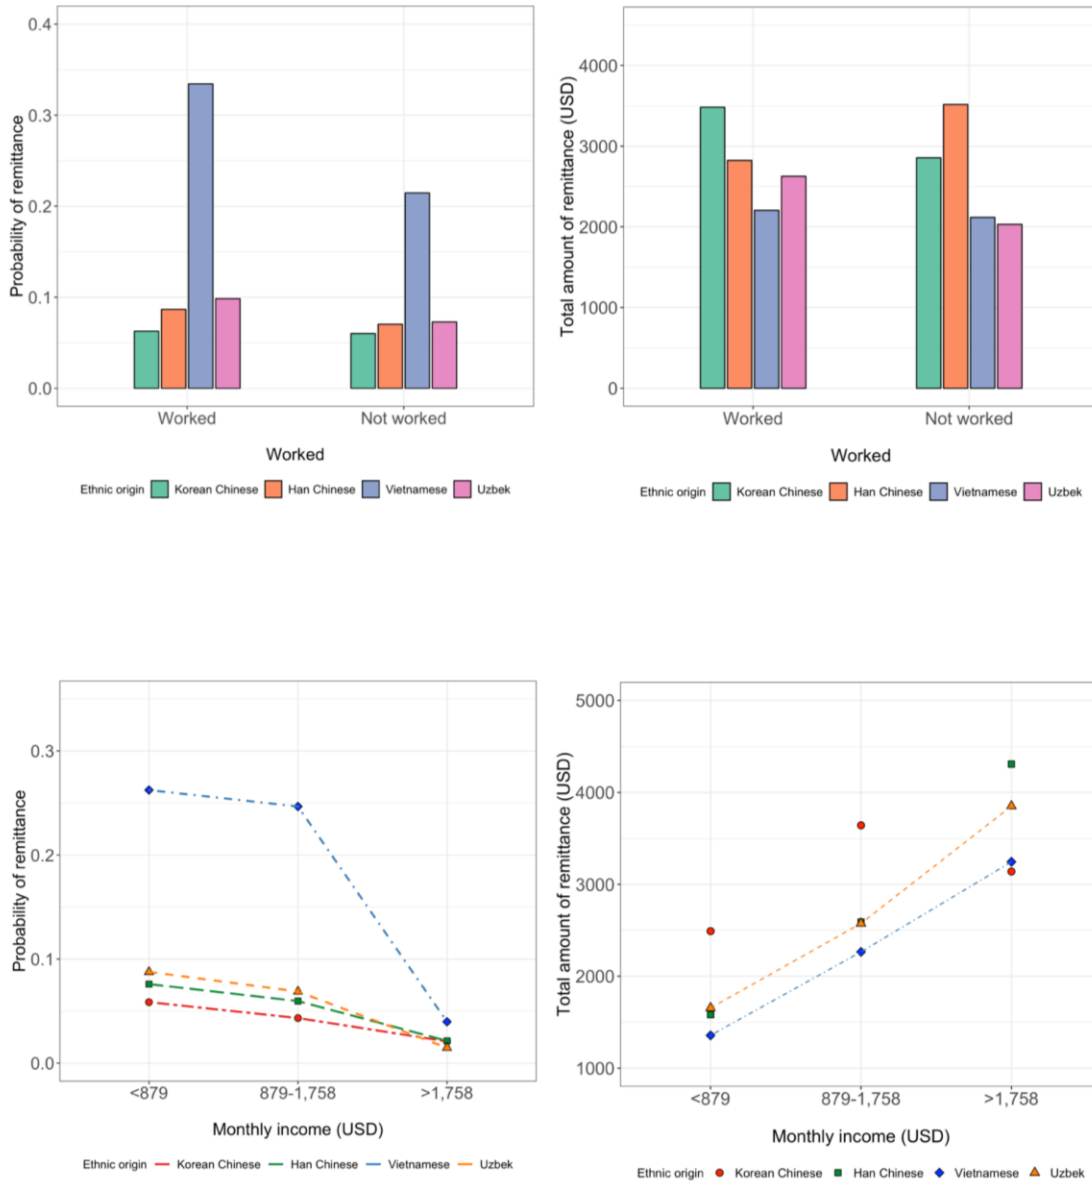 Probability of remittance
0.4
0.3
0.2
0.1
0.0
Worked Not worked
Worked
Ethnic origin Korean Chinese Han Chinese Vietnamese Uzbek
Total amount of remittance (USD)
4000
3000
2000
1000
0
Worked Not worked
Worked
Ethnic origin Korean Chinese Han Chinese Vietnamese Uzbek
Probability of remittance
0.3
0.2
0.1
0.0
<879 879-1,758 >1,758
Monthly income (USD)
Ethnic origin Korean Chinese Han Chinese Vietnamese Uzbek
Total amount of remittance (USD)
5000
4000
3000
2000
1000
<879 879-1,758 >1,758
Monthly income (USD)
Ethnic origin Korean Chinese Han Chinese Vietnamese Uzbek